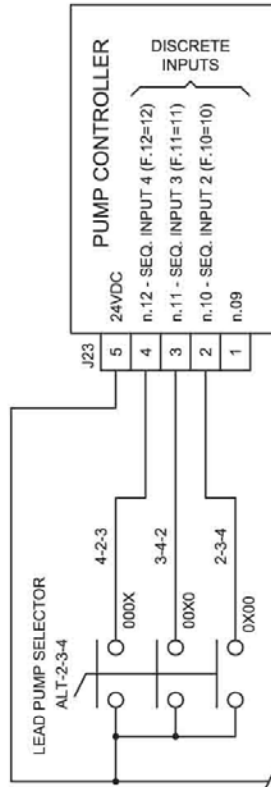 PUMP CONTROLLER
DISCRETE
INPUTS
J23
5
24VDC
4
n.12 - SEQ. INPUT 4 (F.12=12)
3
n.11 - SEQ. INPUT 3 (F.11=11)
2
n.10 - SEQ. INPUT 2 (F.10=10)
1
n.09
LEAD PUMP SELECTOR
ALT-2-3-4
000X
4-2-3
00X0
3-4-2
0X00
2-3-4